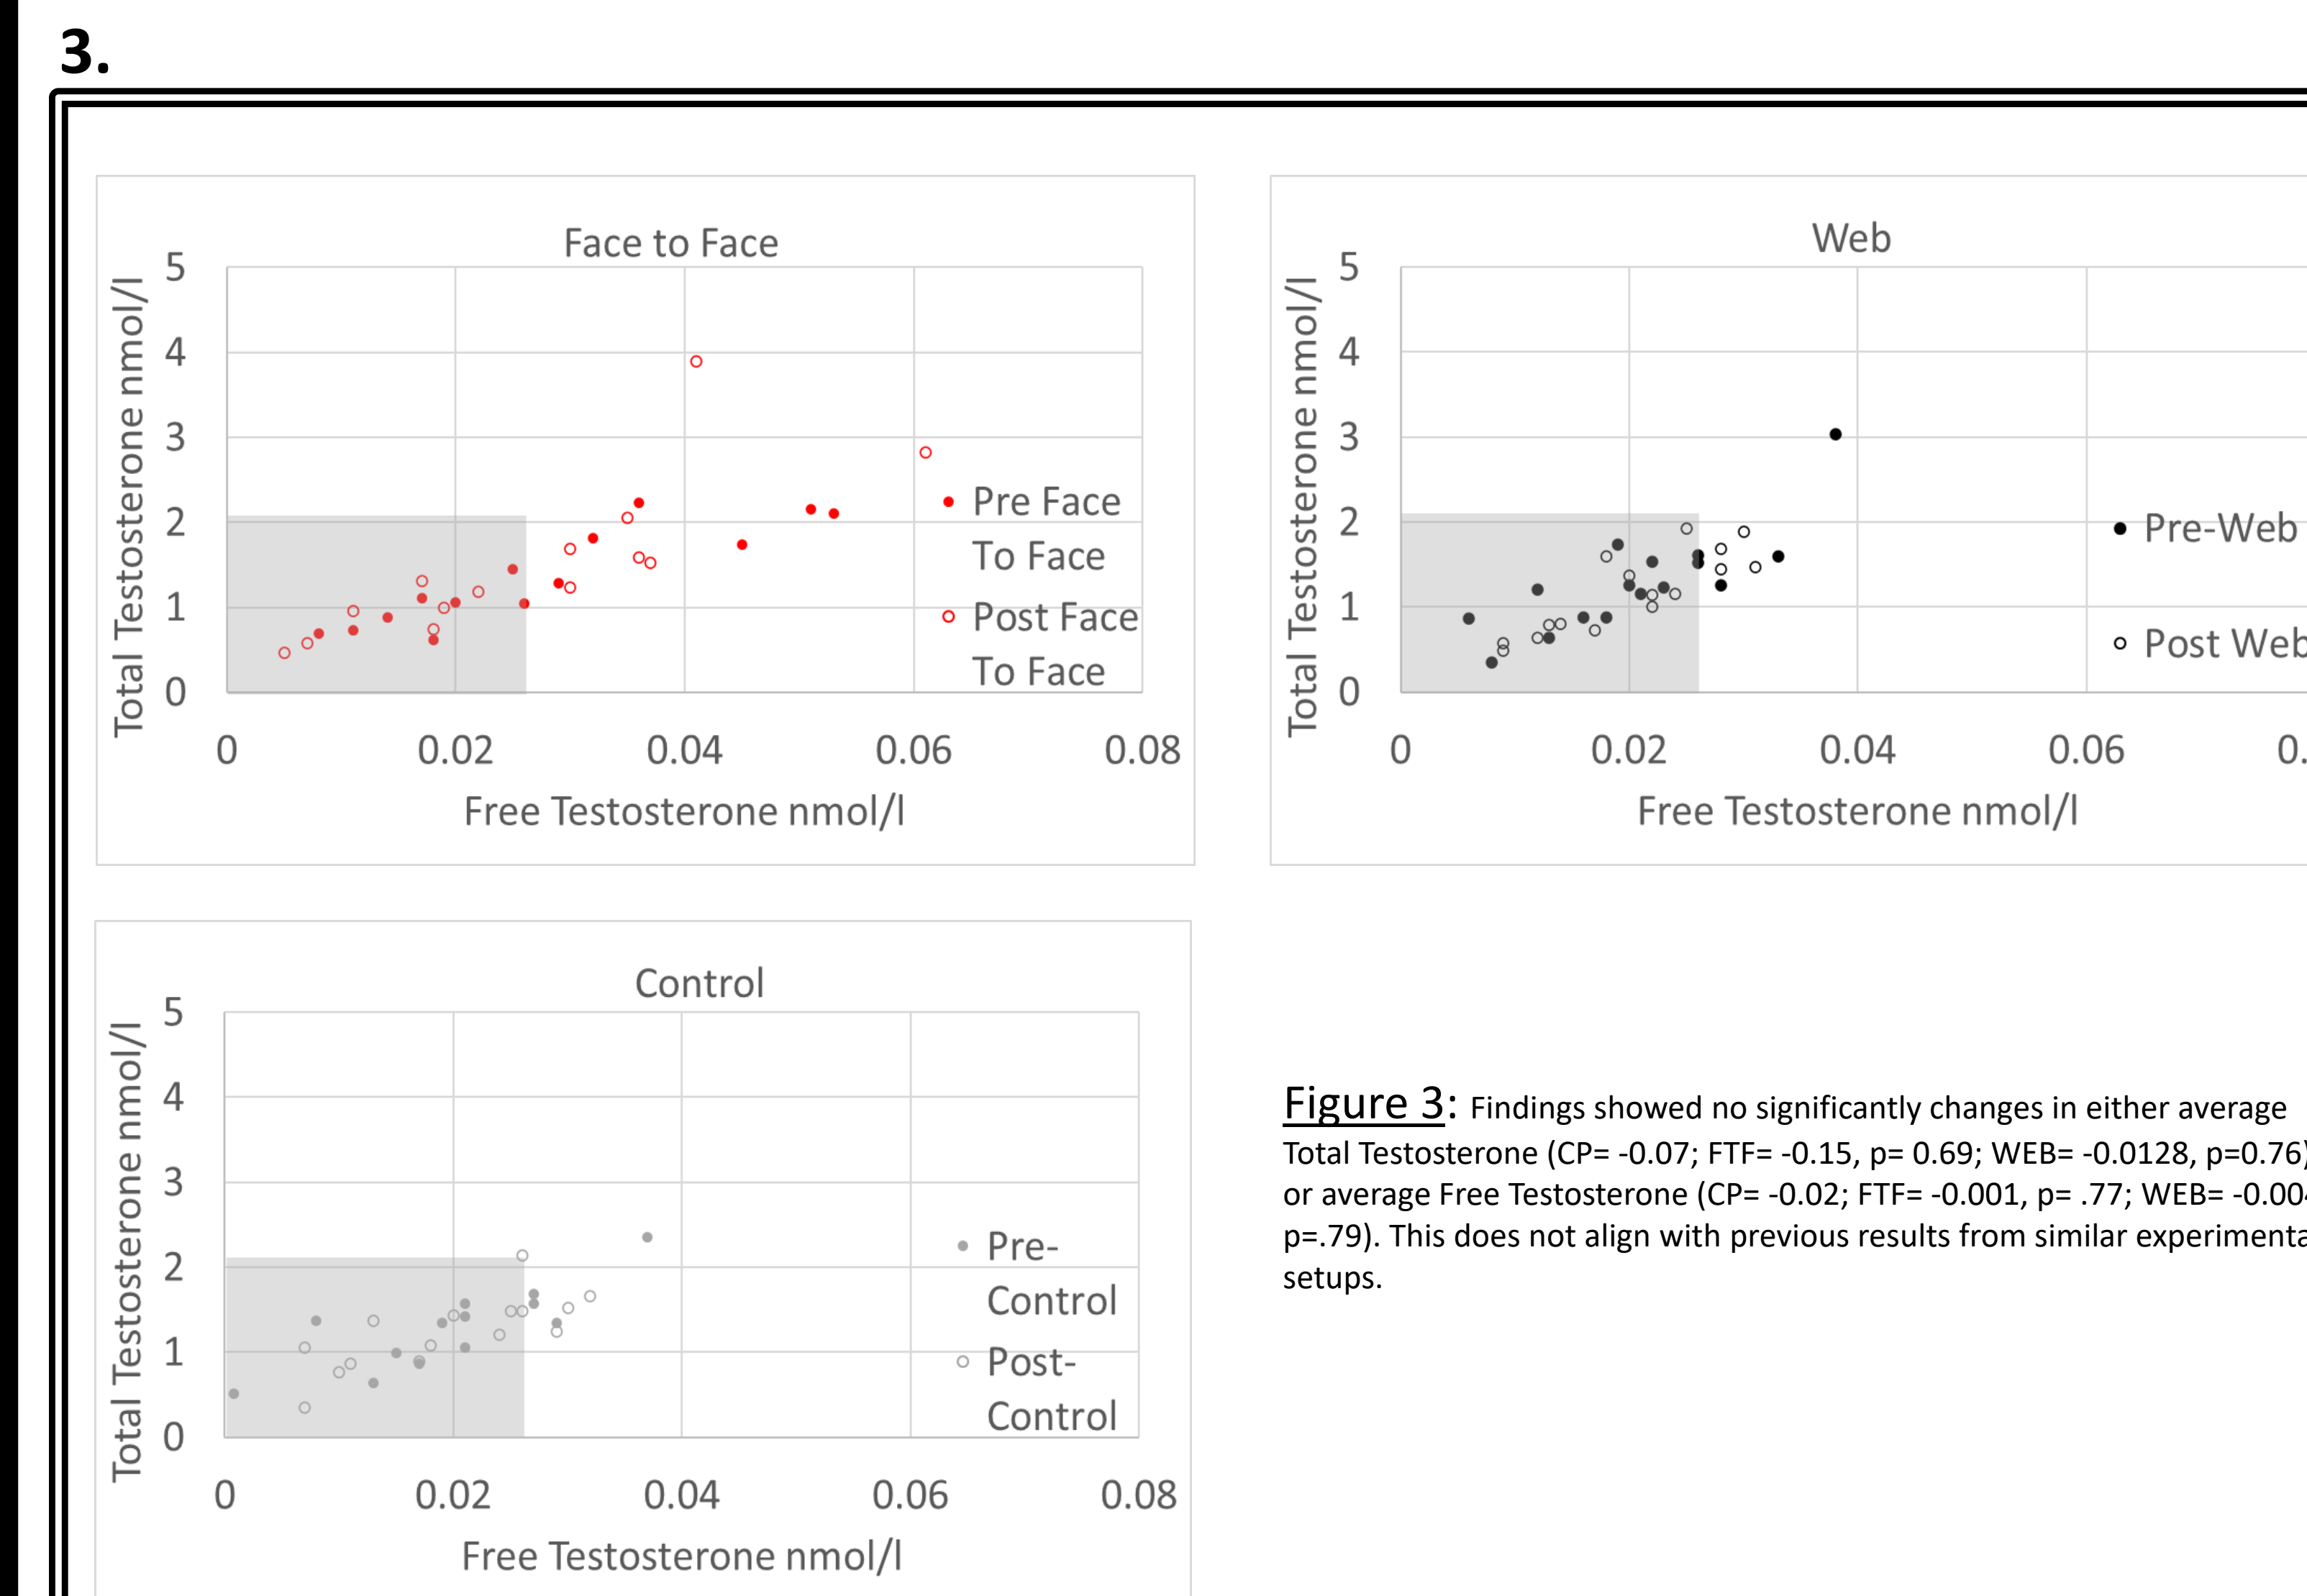 3.
Face to Face
Total Testosterone nmol/l
5
4
3
2
1
0
0 0.02 0.04 0.06 0.08
Free Testosterone nmol/l
Pre Face
To Face
Post Face
To Face
Web
Total Testosterone nmol/l
5
4
3
2
1
0
0 0.02 0.04 0.06 0.
Free Testosterone nmol/l
Pre-Web
Post Web
Control
Total Testosterone nmol/l
5
4
3
2
1
0
0 0.02 0.04 0.06 0.08
Free Testosterone nmol/l
Pre-
Control
Post-
Control
Figure 3: Findings showed no significantly changes in either average
Total Testosterone (CP= -0.07; FTF= -0.15, p= 0.69; WEB= -0.0128, p=0.76)
or average Free Testosterone (CP= -0.02; FTF= -0.001, p= .77; WEB= -0.00
p=.79). This does not align with previous results from similar experimenta
setups.